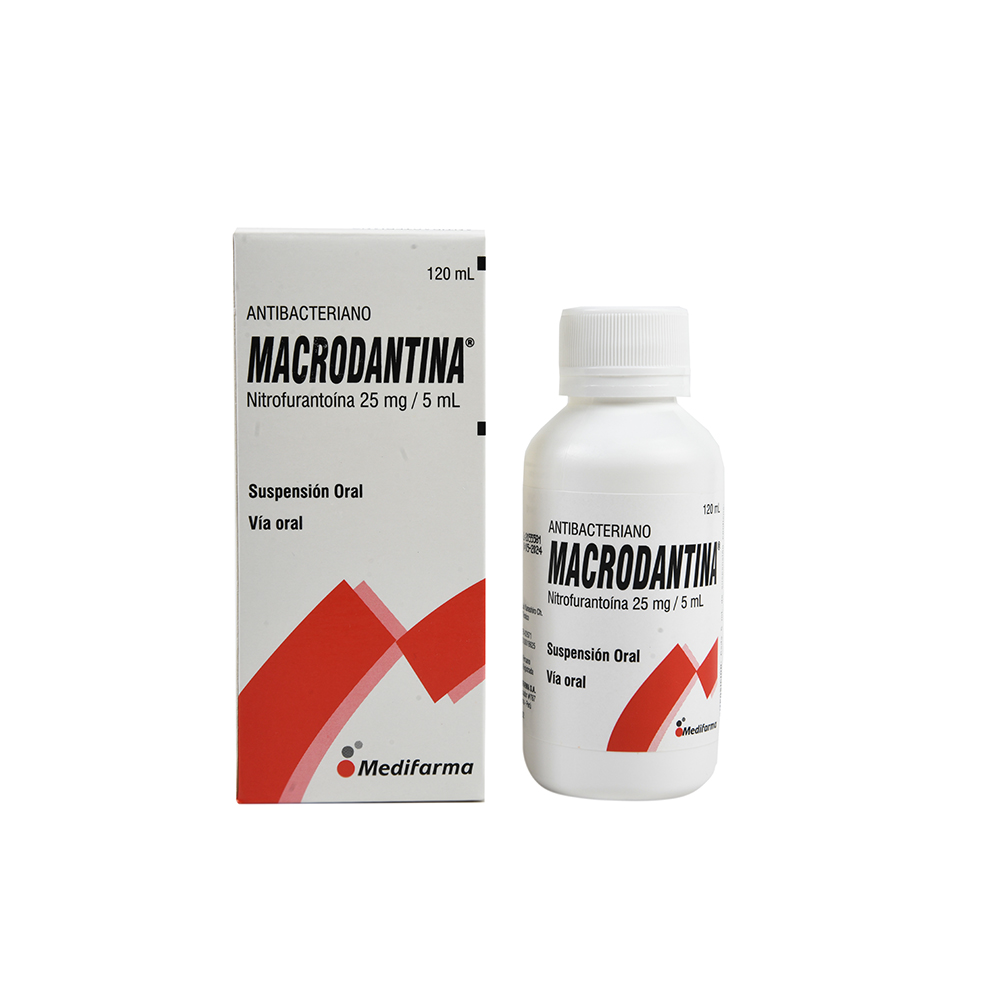 120 mL
ANTIBACTERIANO
MACRODANTINA®
Nitrofurantoína 25 mg / 5 mL
Suspensión Oral
Vía oral
Medifarma
120 mL
ANTIBACTERIANO
MACRODANTINA®
Nitrofurantoína 25 mg / 5 mL
Suspensión Oral
Vía oral
Medifarma